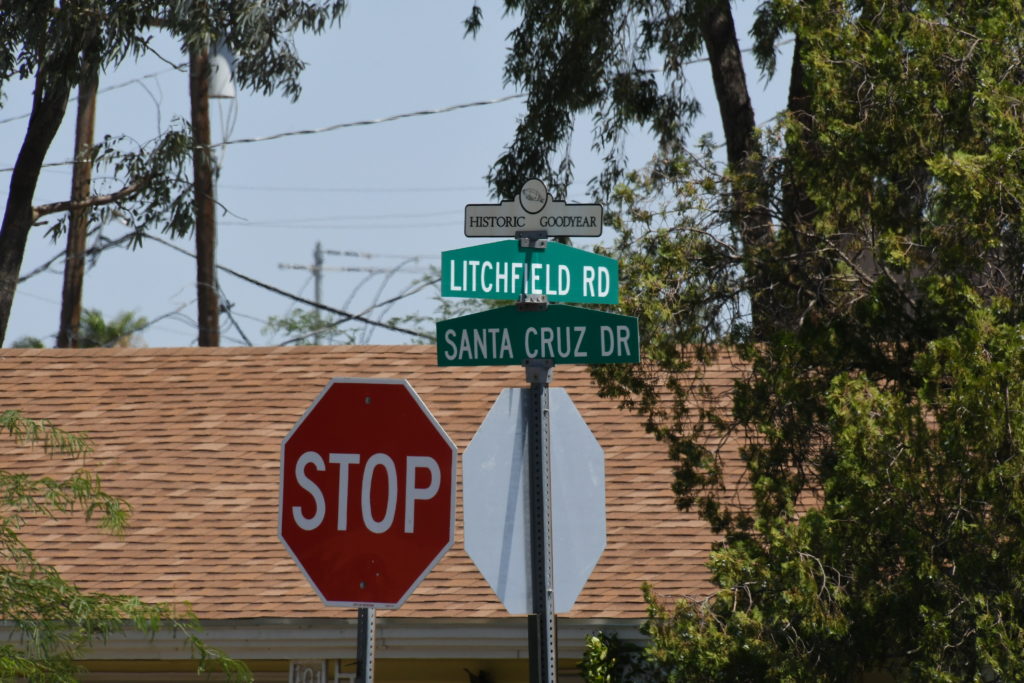 HISTORIC GOODYEAR
LITCHFIELD RD
SANTA CRUZ DR
STOP